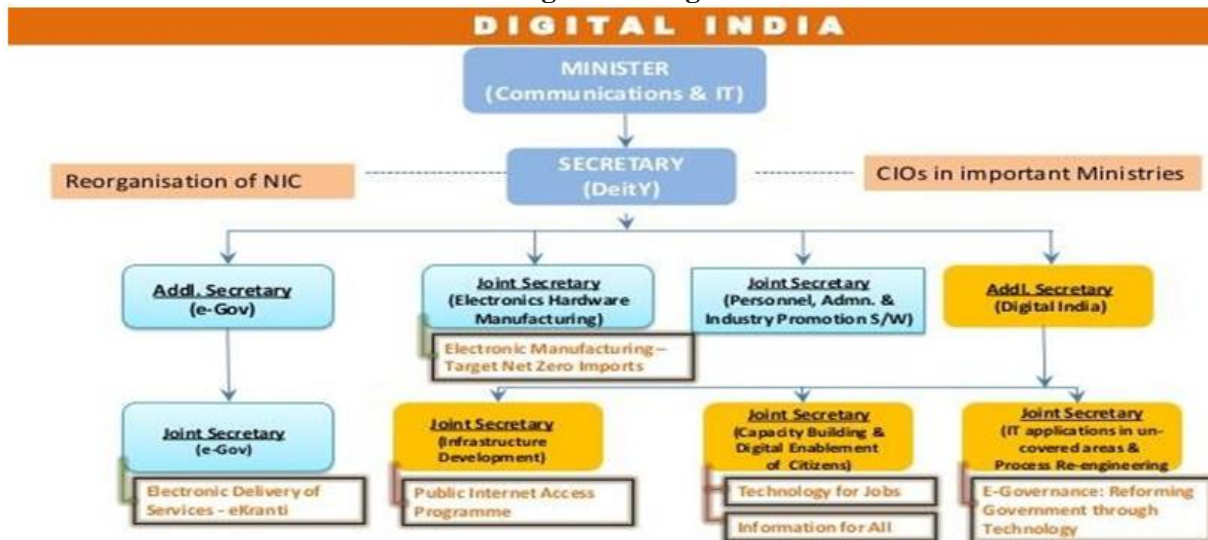 DIGITAL INDIA
MINISTER
(Communications & IT)
Reorganisation of NIC
SECRETARY
(DeitY)
CIOs in important Ministries
Addl. Secretary
(e-Gov)
Joint Secretary
(Electronics Hardware
Manufacturing)
Joint Secretary
(Personnel, Admn. &
Industry Promotion S/W)
Addl. Secretary
(Digital India)
Electronic Manufacturing –
Target Net Zero Imports
Joint Secretary
(e-Gov)
Joint Secretary
(Infrastructure
Development)
Joint Secretary
(Capacity Building &
Digital Enablement
of Citizens)
Joint Secretary
(IT applications in un-
covered areas &
Process Re-engineering
Electronic Delivery of
Services - eKranti
Public Internet Access
Programme
Technology for Jobs
Information for All
E-Governance: Reforming
Government through
Technology